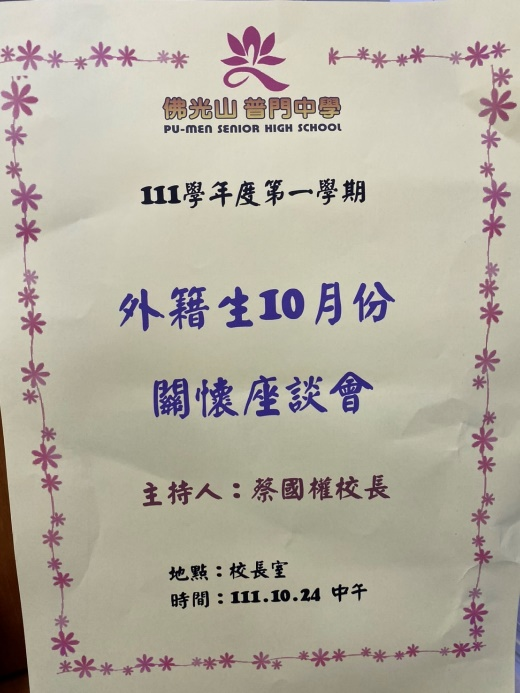 佛光山 普門中學
PU-MEN SENIOR HIGH SCHOOL
111學年度第一學期
外籍生10月份
關懷座談會
主持人：蔡國權校長
地點：校長室
時間：111.10.24 中午